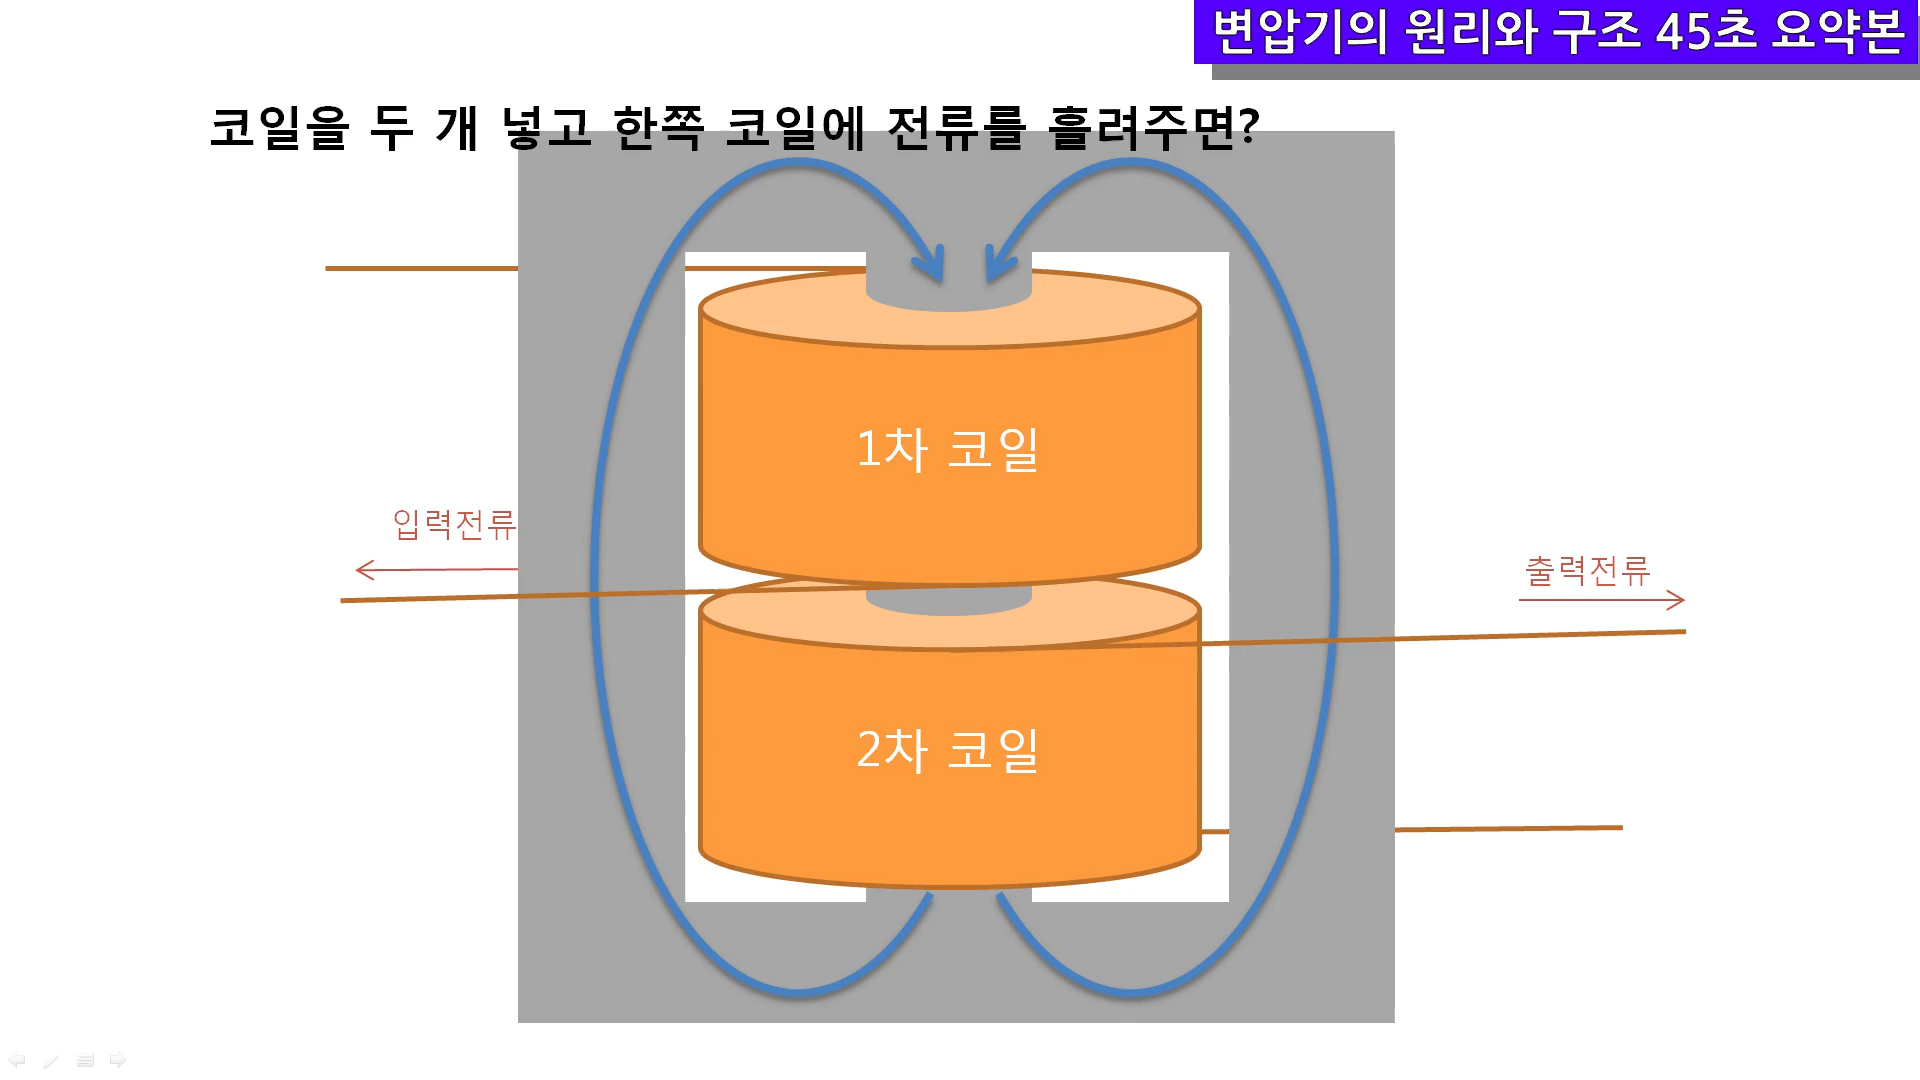 변압기의 원리와 구조 45초 요약본
코일을 두 개 넣고 한쪽 코일에 전류를 흘려주면?
1차 코일
입력전류
출력전류
2차 코일